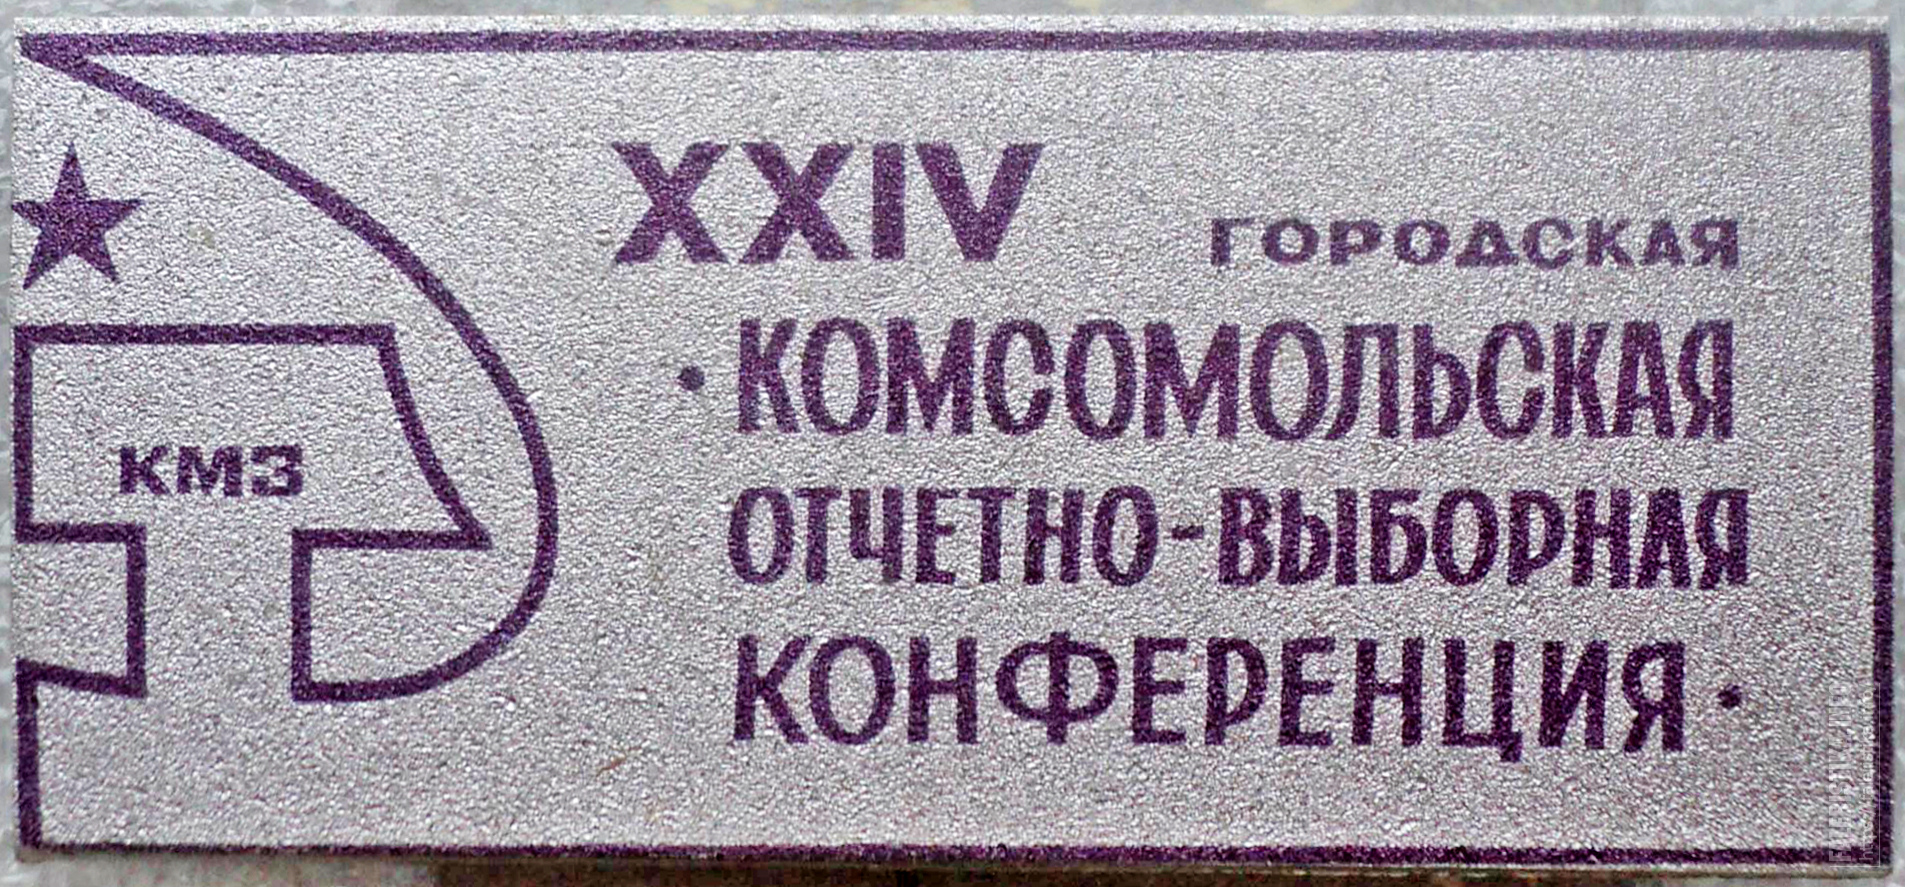 XXIV
ГОРОДСКАЯ
·КОМСОМОЛЬСКАЯ
ОТЧЕТНО-ВЫБОРНАЯ
КОНФЕРЕНЦИЯ·
КМЗ